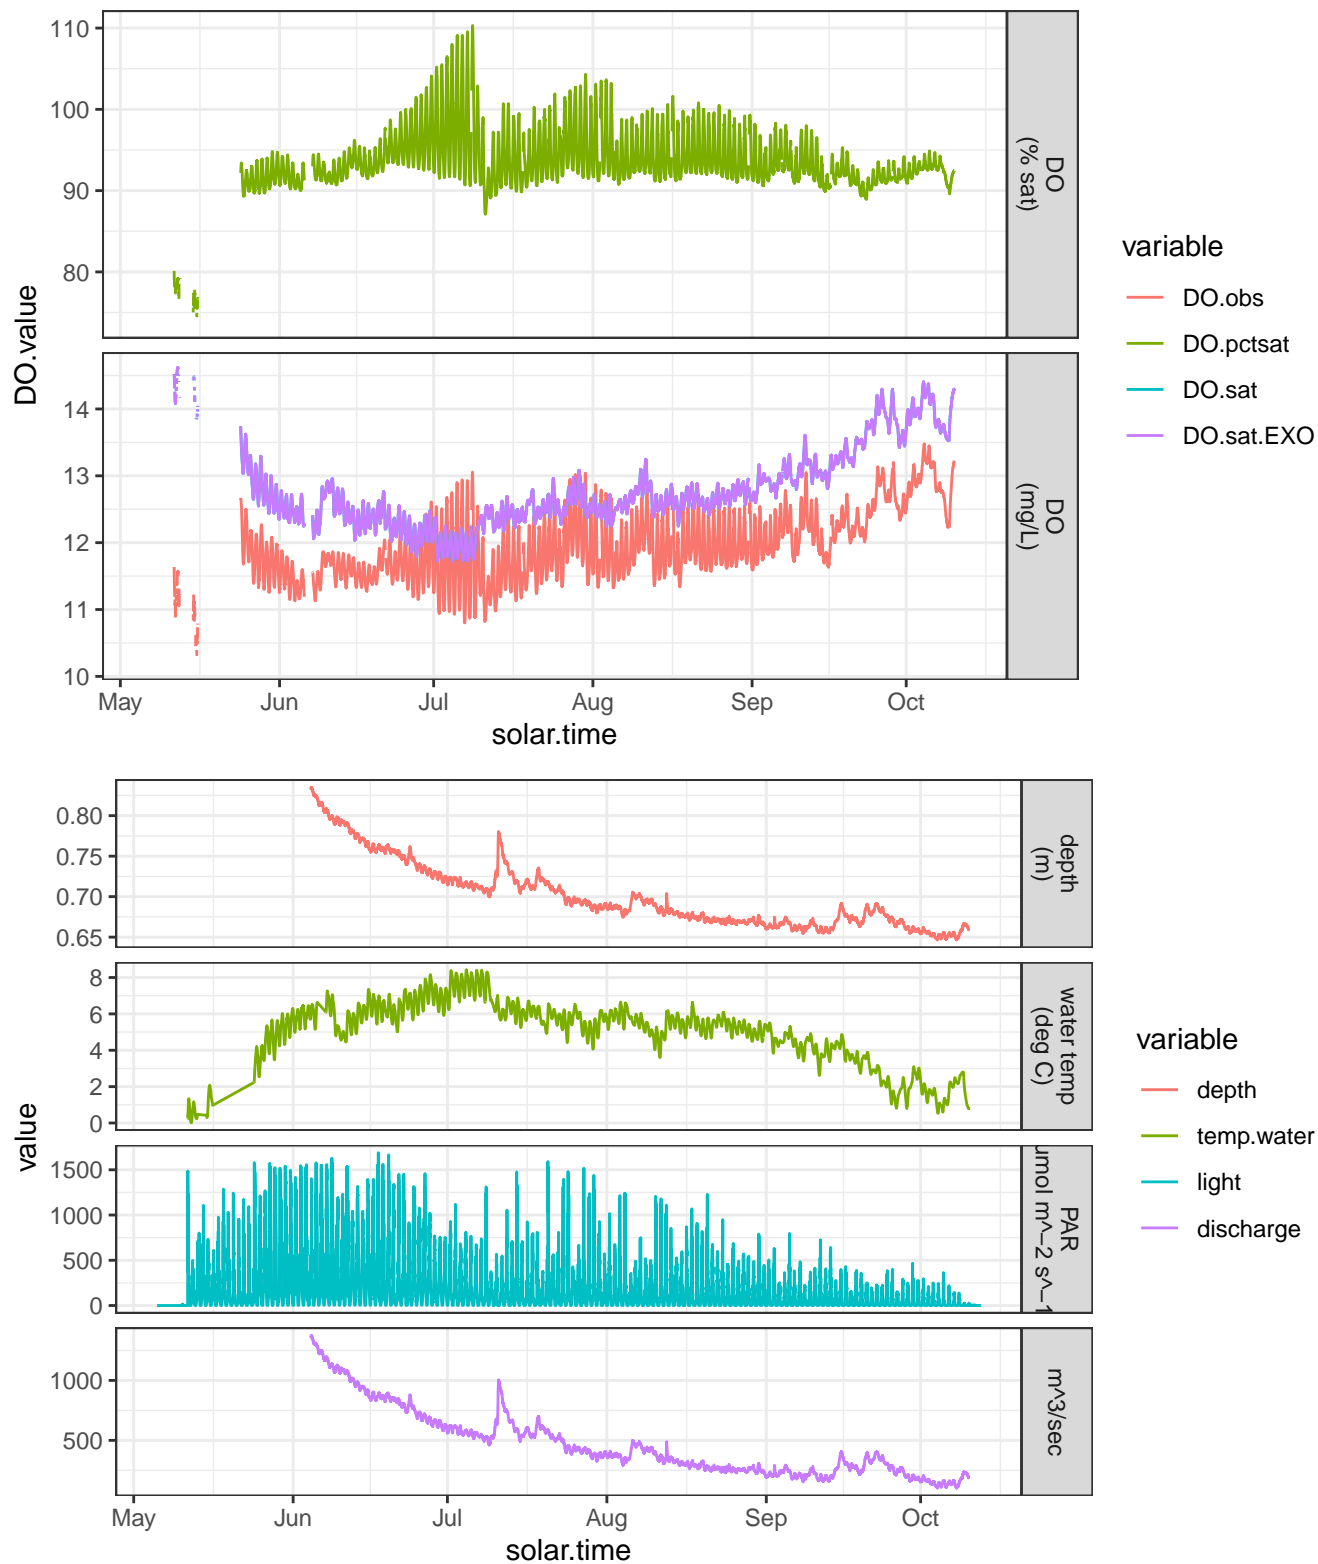 110
100
90
80
DO
(% sat)
14
13
12
11
10
DO
(mg/L)
DO.value
May Jun Jul Aug Sep Oct
solar.time
variable
DO.obs
DO.pctsat
DO.sat
DO.sat.EXO
0.80
0.75
0.70
0.65
depth
(m)
8
6
4
2
0
water temp
(deg C)
1500
1000
500
0
PAR
umol m^-2 s^-1
1000
500
m^3/sec
value
May Jun Jul Aug Sep Oct
solar.time
variable
depth
temp.water
light
discharge